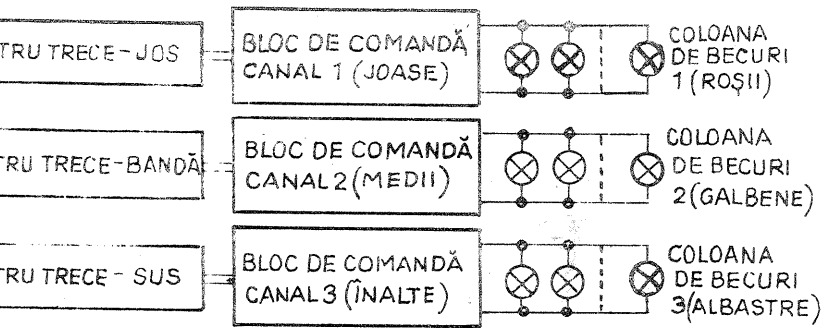 TRU TRECE-JOS
BLOC DE COMANDĂ
CANAL 1 (JOASE)
COLOANA
DE BECURI
1 (ROȘII)
TRU TRECE-BANDĂ
BLOC DE COMANDĂ
CANAL 2 (MEDII)
COLOANA
DE BECURI
2 (GALBENE)
TRU TRECE-SUS
BLOC DE COMANDĂ
CANAL 3 (ÎNALTE)
COLOANA
DE BECURI
3 (ALBASTRE)